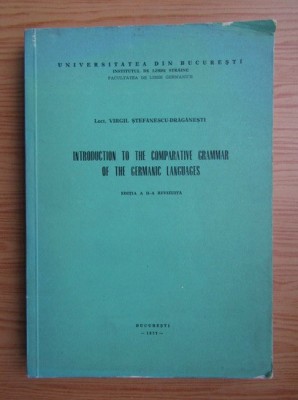 UNIVERSITATEA DIN BUCUREȘTI
INSTITUTUL DE LIMBI STRĂINE
FACULTATEA DE LIMBI GERMANICE
Lect. VIRGIL ȘTEFĂNESCU-DRĂGĂNEȘTI
INTRODUCTION TO THE COMPARATIVE GRAMMAR
OF THE GERMANIC LANGUAGES
EDIȚIA A II-A REVIZUITĂ
BUCUREȘTI